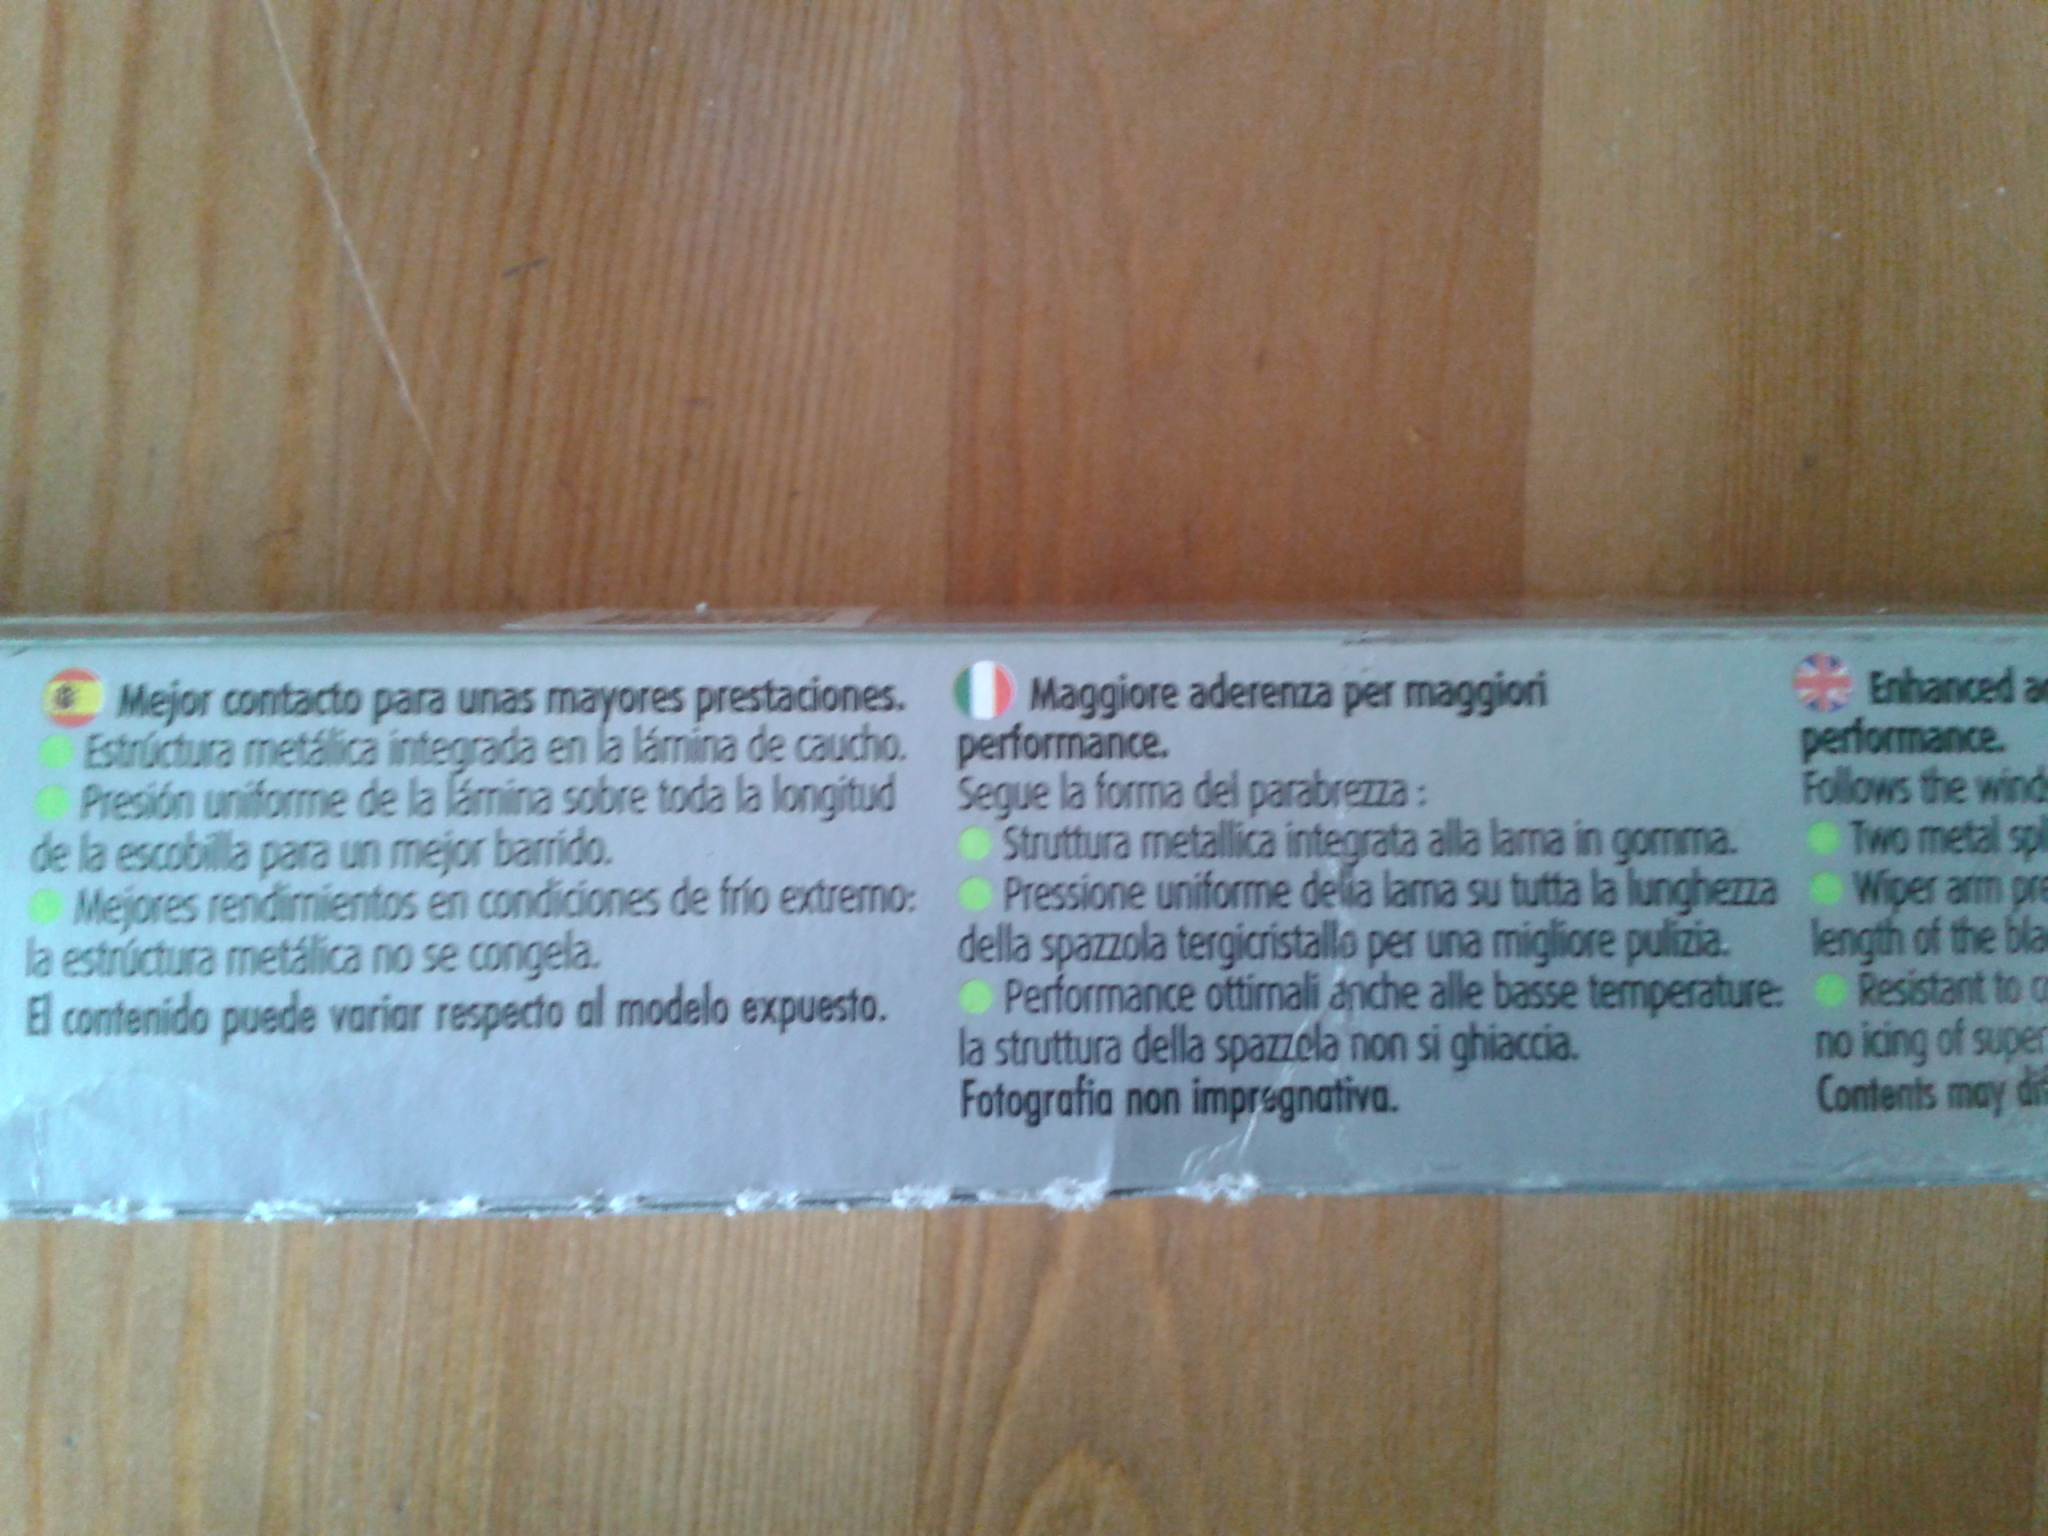 Mejor contacto para unas mayores prestaciones.
Estrúctura metálica integrada en la lámina de caucho.
Presión uniforme de la lámina sobre toda la longitud
de la escobilla para un mejor barrido.
Mejores rendimientos en condiciones de frío extremo:
la estrúctura metálica no se congela.
El contenido puede variar respecto al modelo expuesto.
Maggiore aderenza per maggiori
performance.
Segue la forma del parabrezza :
Struttura metallica integrata alla lama in gomma.
Pressione uniforme della lama su tutta la lunghezza
della spazzola tergicristallo per una migliore pulizia.
Performance ottimali anche alle basse temperature:
la struttura della spazzola non si ghiaccia.
Fotografia non impregnativa.
Enhanced
performance.
Follows the
Two metal
Wiper arm
length of the
Resistant to
no icing of
Contents may